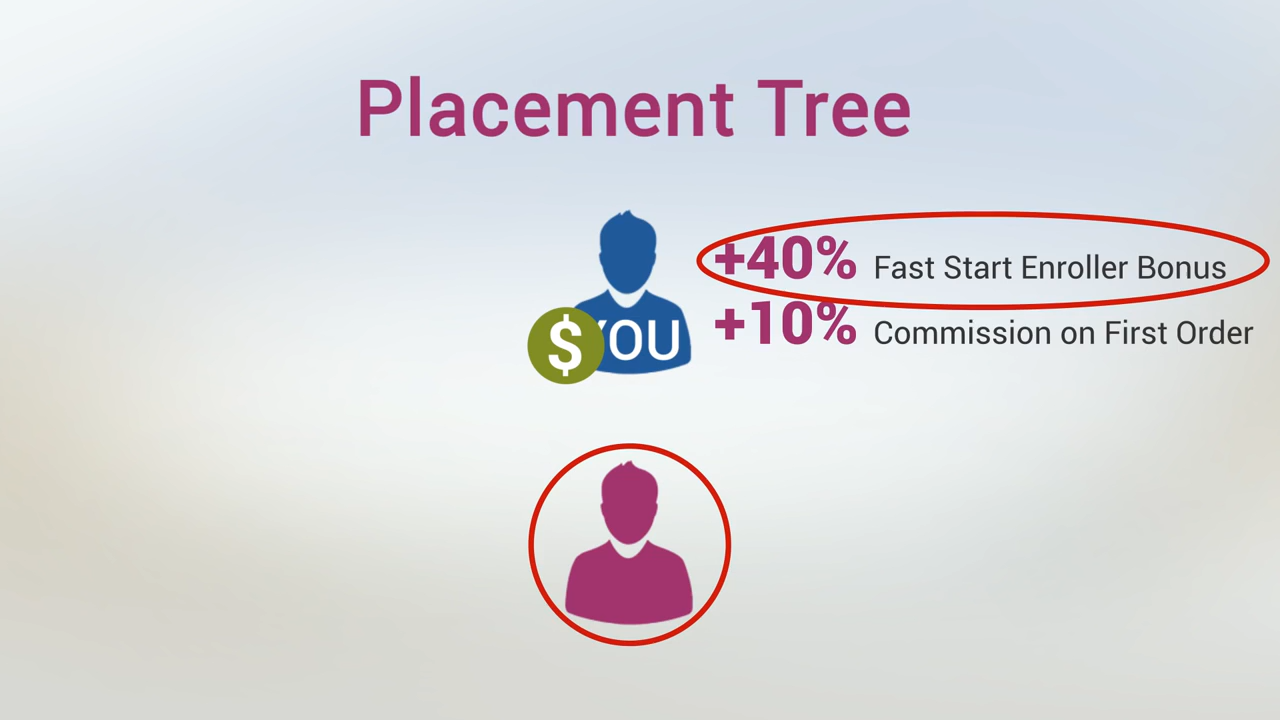 Placement Tree
+40% Fast Start Enroller Bonus
+10% Commission on First Order
$ YOU